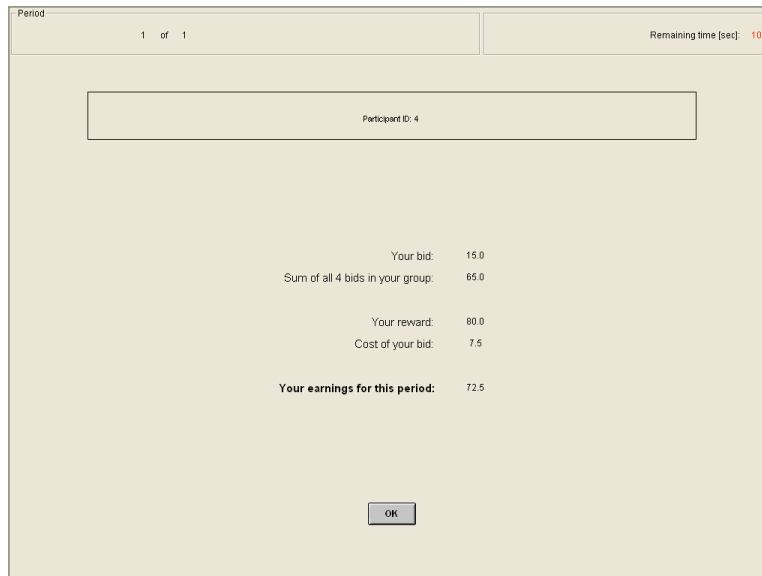 Period
1 of 1
Remaining time [sec]: 10
Participant ID: 4
Your bid: 15.0
Sum of all 4 bids in your group: 65.0
Your reward: 80.0
Cost of your bid: 7.5
Your earnings for this period: 72.5
OK